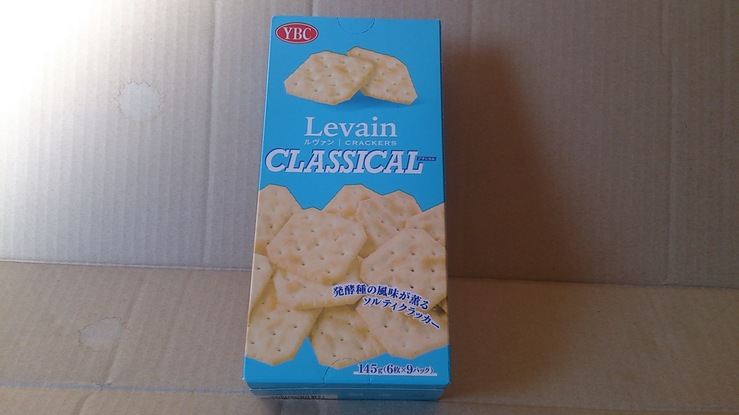 YBC
Levain
ルヴァン | CRACKERS
CLASSICAL
発酵種の風味が薫る
ソルティクラッカー
145g(6枚×9パック)